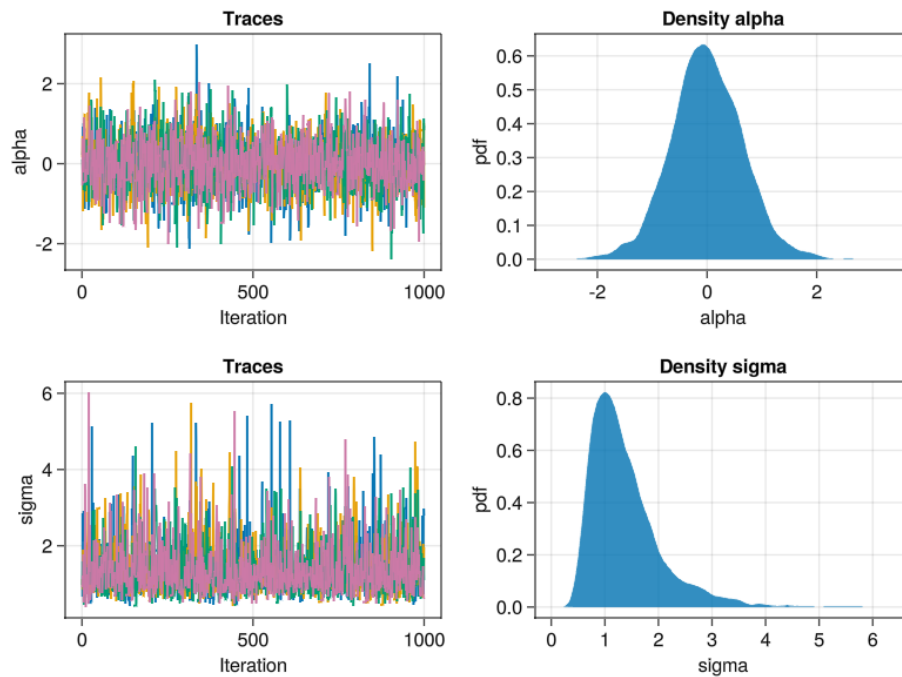 Traces
alpha
2
0
-2
0 500 1000
Iteration
Density alpha
pdf
0.6
0.5
0.4
0.3
0.2
0.1
0.0
-2 0 2
alpha
Traces
sigma
6
4
2
0 500 1000
Iteration
Density sigma
pdf
0.8
0.6
0.4
0.2
0.0
0 1 2 3 4 5 6
sigma